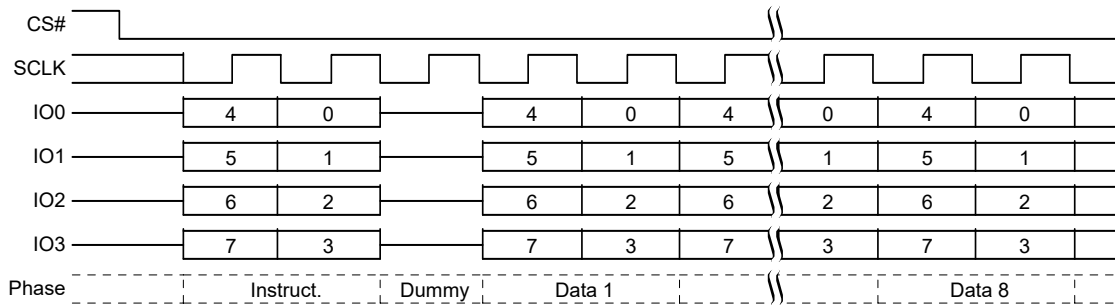 CS#
SCLK
IO0 4 0 4 0 4 0 4 0
IO1 5 1 5 1 5 1 5 1
IO2 6 2 6 2 6 2 6 2
IO3 7 3 7 3 7 3 7 3
Phase Instruct. Dummy Data 1 Data 8